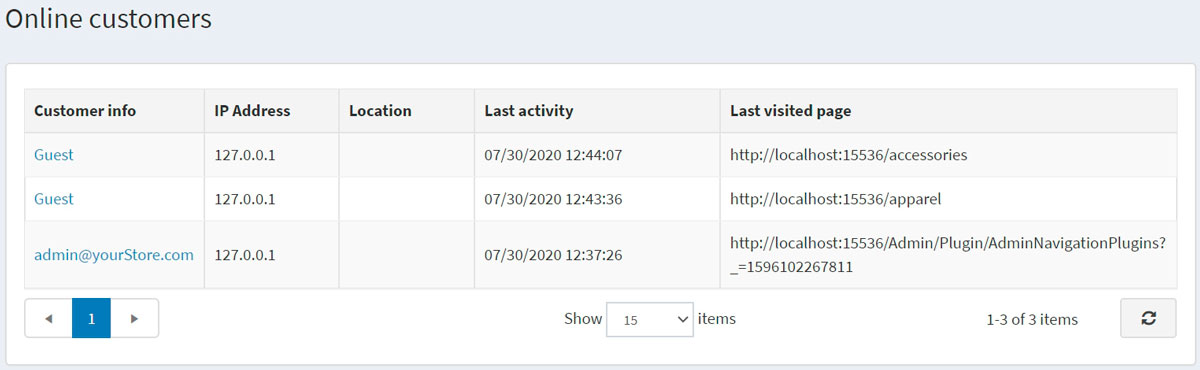 Online customers
Customer info IP Address Location Last activity Last visited page
Guest 127.0.0.1 07/30/2020 12:44:07 http://localhost:15536/accessories
Guest 127.0.0.1 07/30/2020 12:43:36 http://localhost:15536/apparel
admin@yourStore.com 127.0.0.1 07/30/2020 12:37:26 http://localhost:15536/Admin/Plugin/AdminNavigationPlugins?
_=1596102267811
1 Show 15 items 1-3 of 3 items